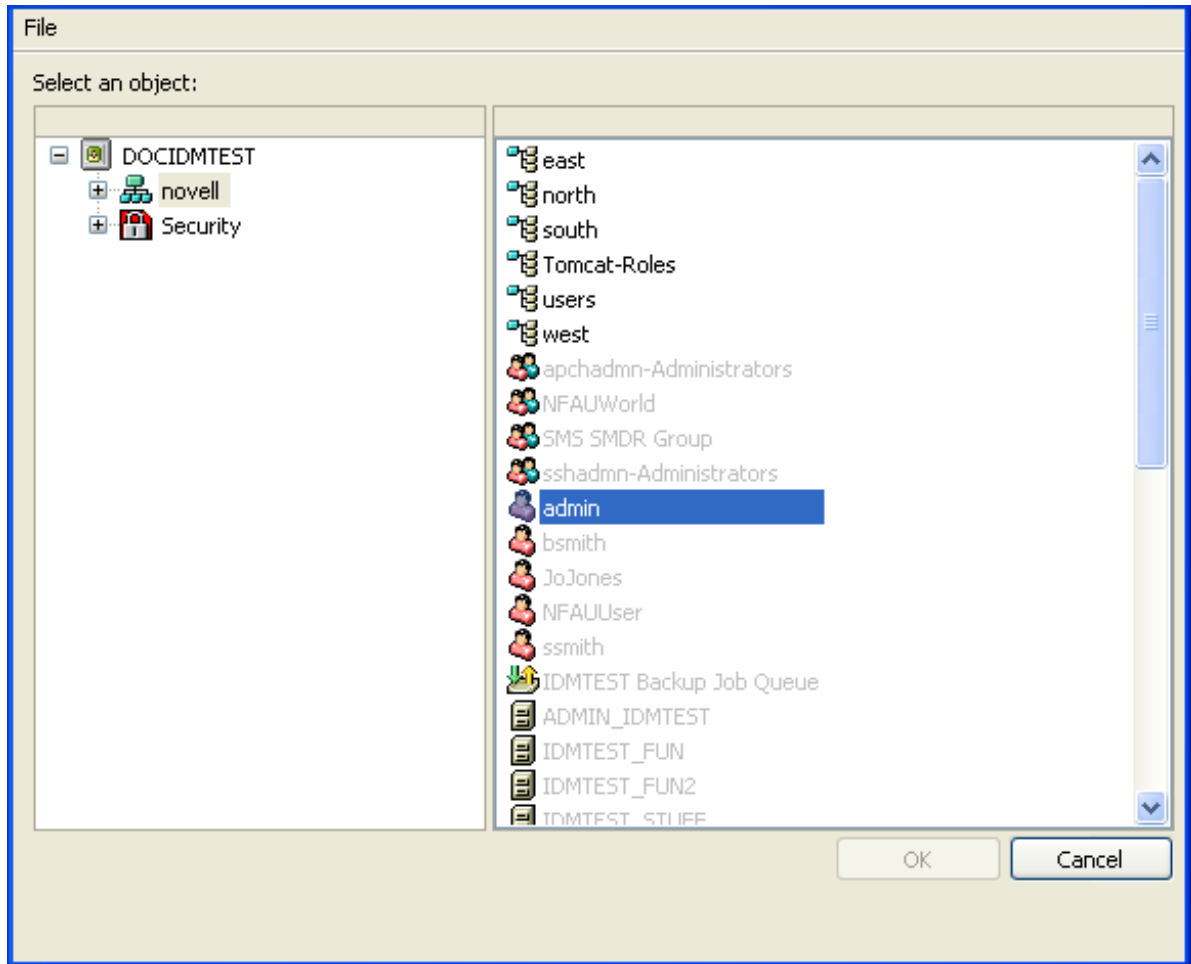 File
Select an object:
DOCIDMTEST
novell
Security
east
north
south
Tomcat-Roles
users
west
apchadmn-Administrators
NFAUWorld
SMS SMDR Group
sshadmn-Administrators
admin
bsmith
JoJones
NFAUUser
ssmith
IDMTEST Backup Job Queue
ADMIN_IDMTEST
IDMTEST_FUN
IDMTEST_FUN2
IDMTEST_STUFF
OK Cancel